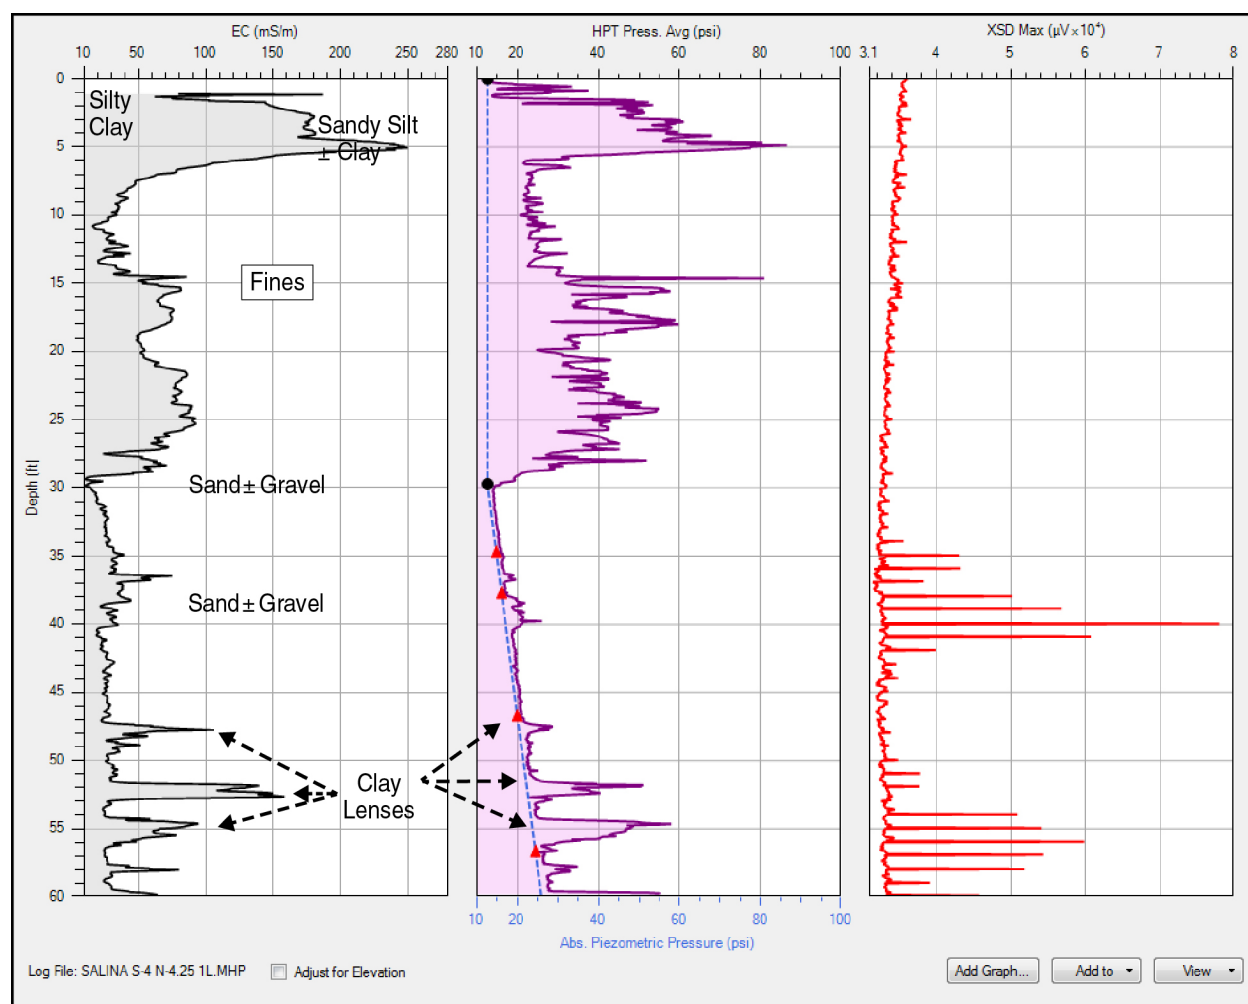 EC (mS/m)
10 50 100 150 200 250 280
HPT Press. Avg (psi)
10 20 40 60 80 100
XSD Max (µV×10⁴)
3.1 4 5 6 7 8
Depth [ft]
0
5
10
15
20
25
30
35
40
45
50
55
60
Silty
Clay
Sandy Silt
± Clay
Fines
Sand ± Gravel
Sand ± Gravel
Clay
Lenses
10 20 40 60 80 100
Abs. Piezometric Pressure (psi)
Log File: SALINA S-4 N-4.25 1L.MHP
Adjust for Elevation
Add Graph...
Add to
View